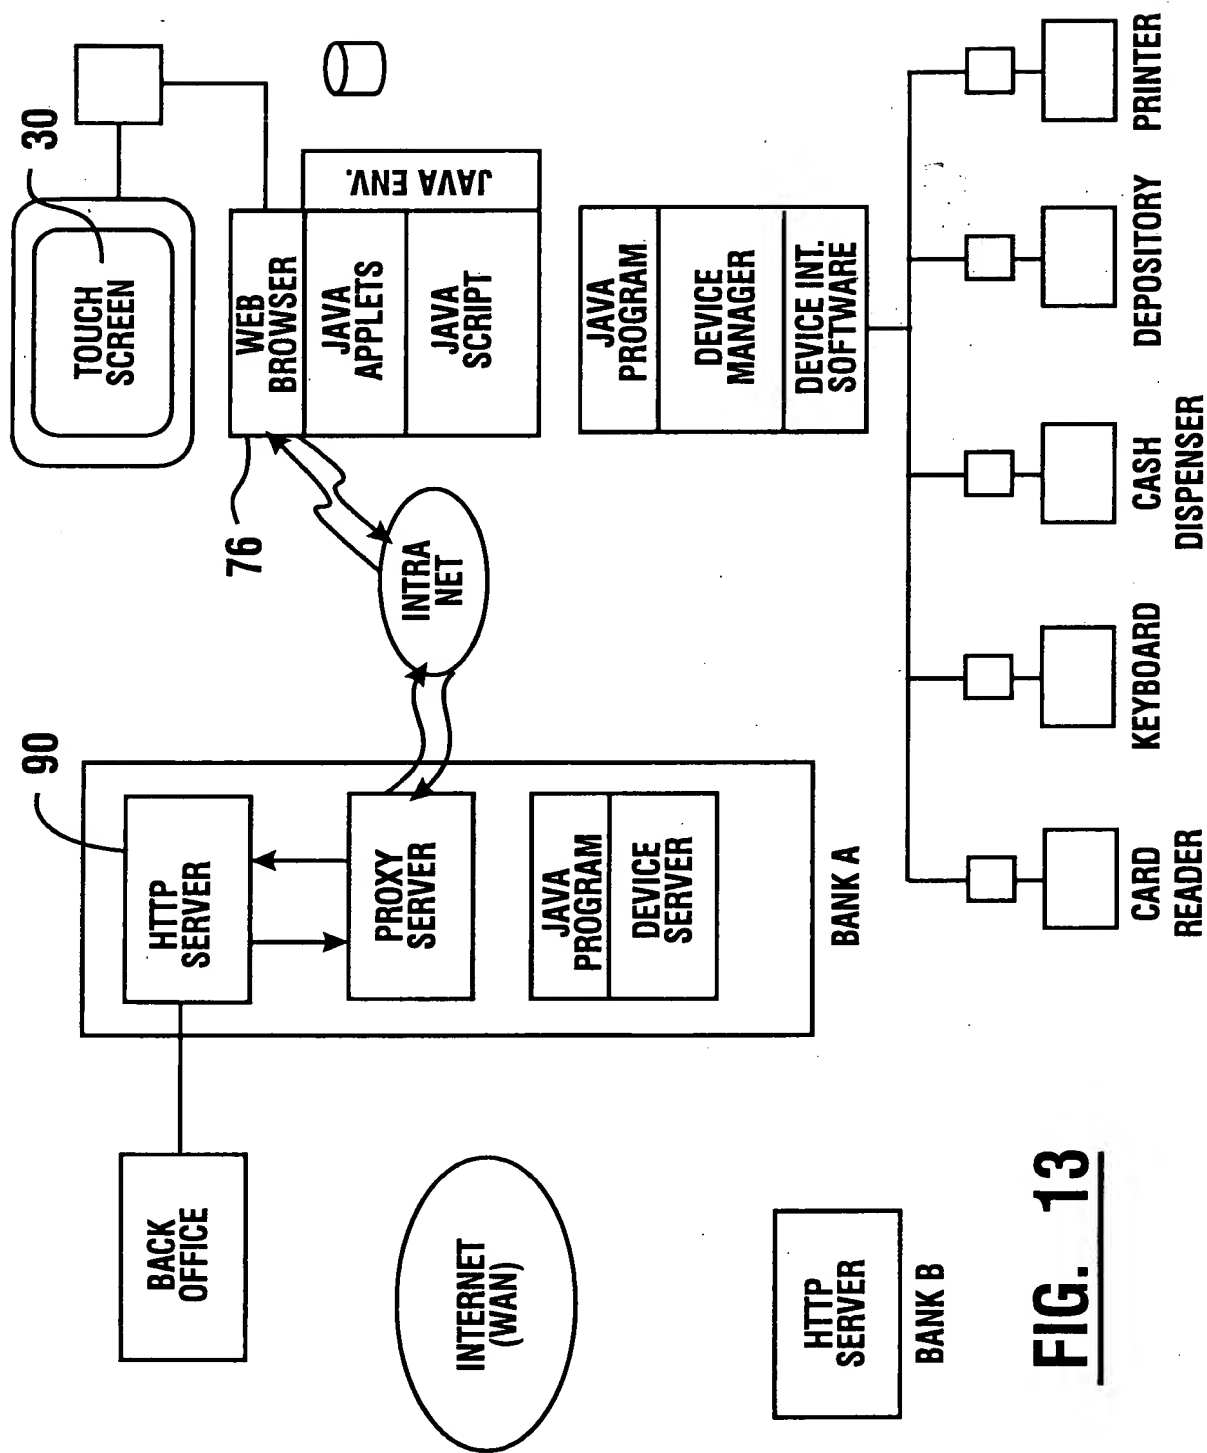 30
TOUCH
SCREEN
WEB
BROWSER
JAVA
APPLETS
JAVA
SCRIPT
JAVA ENV.
76
INTRA
NET
JAVA
PROGRAM
DEVICE
MANAGER
DEVICE INT.
SOFTWARE
90
HTTP
SERVER
PROXY
SERVER
JAVA
PROGRAM
DEVICE
SERVER
BANK A
BACK
OFFICE
INTERNET
(WAN)
HTTP
SERVER
BANK B
CARD
READER
KEYBOARD
CASH
DISPENSER
DEPOSITORY
PRINTER
FIG. 13